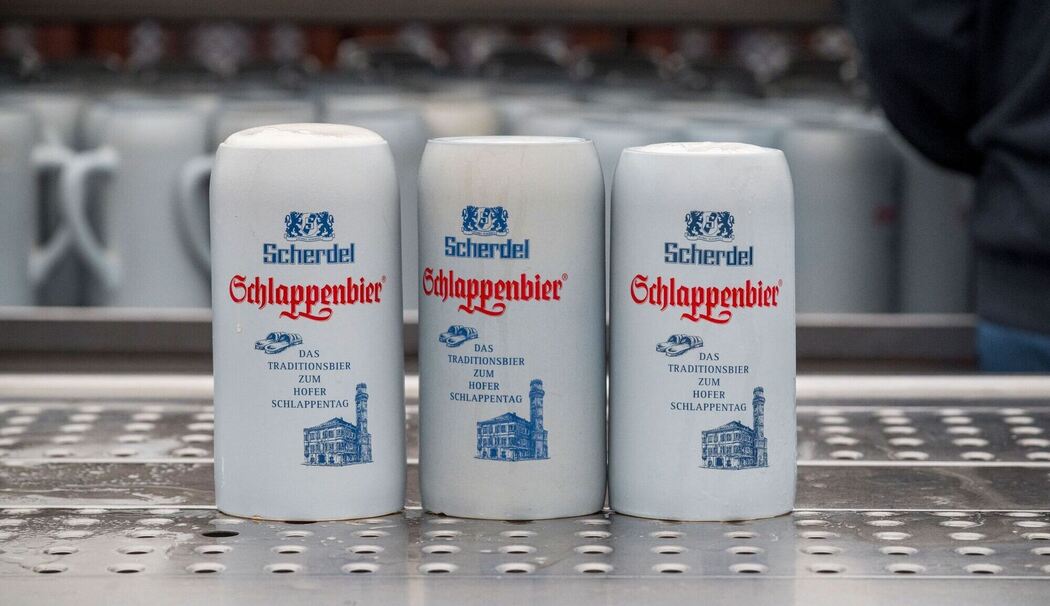 Scherdel
Schlappenbier®
DAS
TRADITIONSBIER
ZUM
HOFER
SCHLAPPENTAG
Scherdel
Schlappenbier®
DAS
TRADITIONSBIER
ZUM
HOFER
SCHLAPPENTAG
Scherdel
Schlappenbier®
DAS
TRADITIONSBIER
ZUM
HOFER
SCHLAPPENTAG